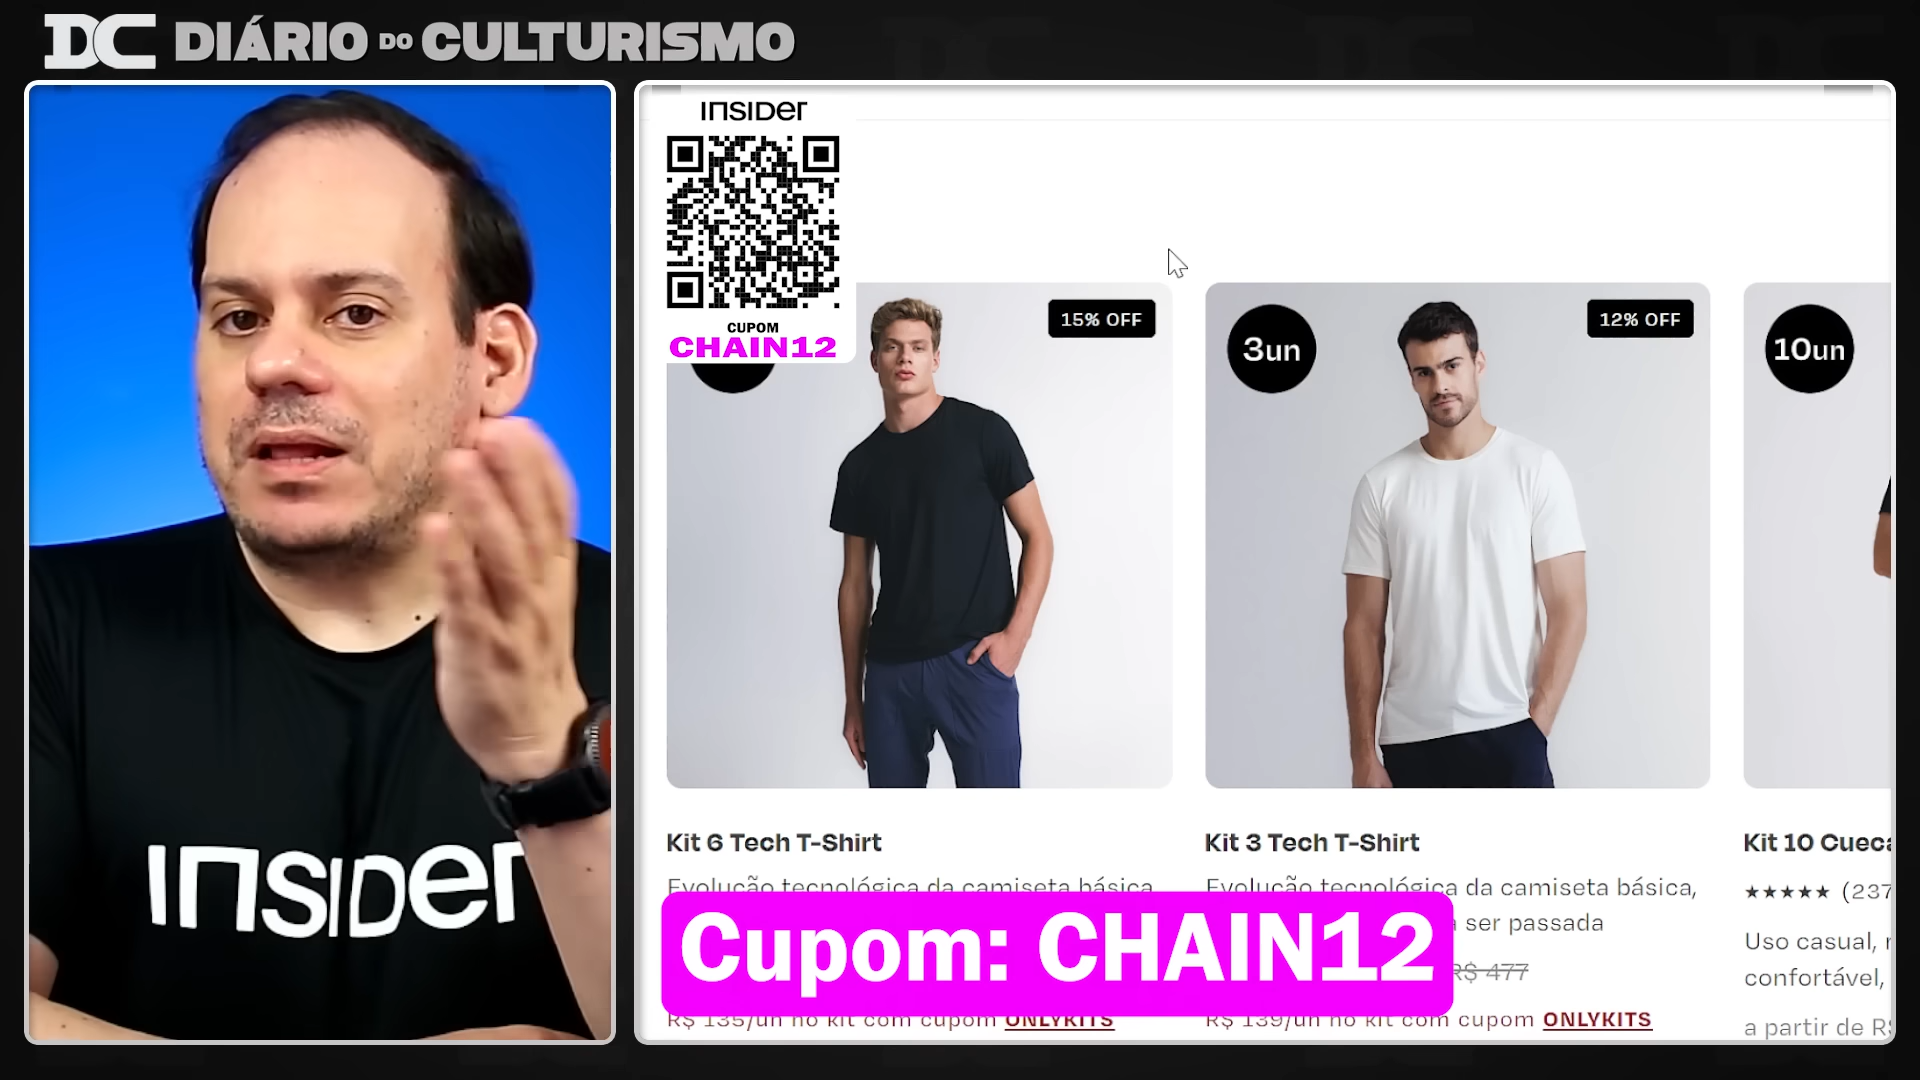 DC DIÁRIO DO CULTURISMO
INSIDER
CUPOM
CHAIN12
15% OFF
3un
12% OFF
10un
INSIDER
Kit 6 Tech T-Shirt
Evolução tecnológica da camiseta básica,
Kit 3 Tech T-Shirt
Evolução tecnológica da camiseta básica,
ser passada
R$ 477
Kit 10 Cueca
★★★★★ (237
Uso casual,
confortável,
a partir de R$
Cupom: CHAIN12
R$ 135/un no kit com cupom ONLYKITS
R$ 139/un no kit com cupom ONLYKITS